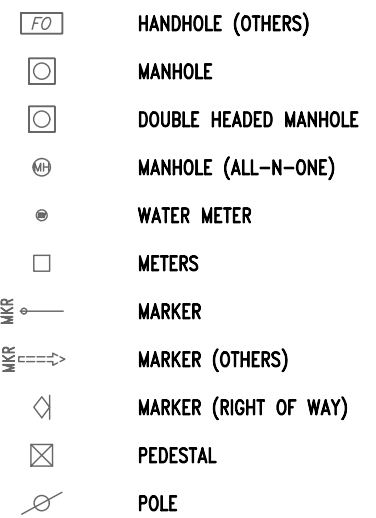 FO HANDHOLE (OTHERS)
MANHOLE
DOUBLE HEADED MANHOLE
MH MANHOLE (ALL-N-ONE)
WATER METER
METERS
MKR MARKER
MKR MARKER (OTHERS)
MARKER (RIGHT OF WAY)
PEDESTAL
POLE